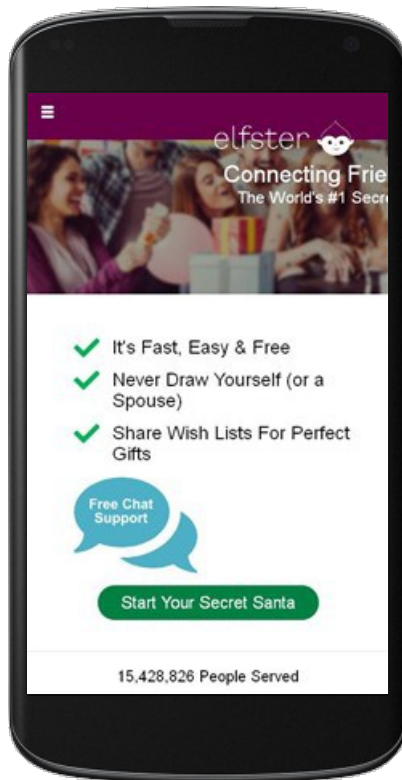 elfster
Connecting Frie
The World's #1 Secre
It's Fast, Easy & Free
Never Draw Yourself (or a
Spouse)
Share Wish Lists For Perfect
Gifts
Free Chat
Support
Start Your Secret Santa
15,428,826 People Served